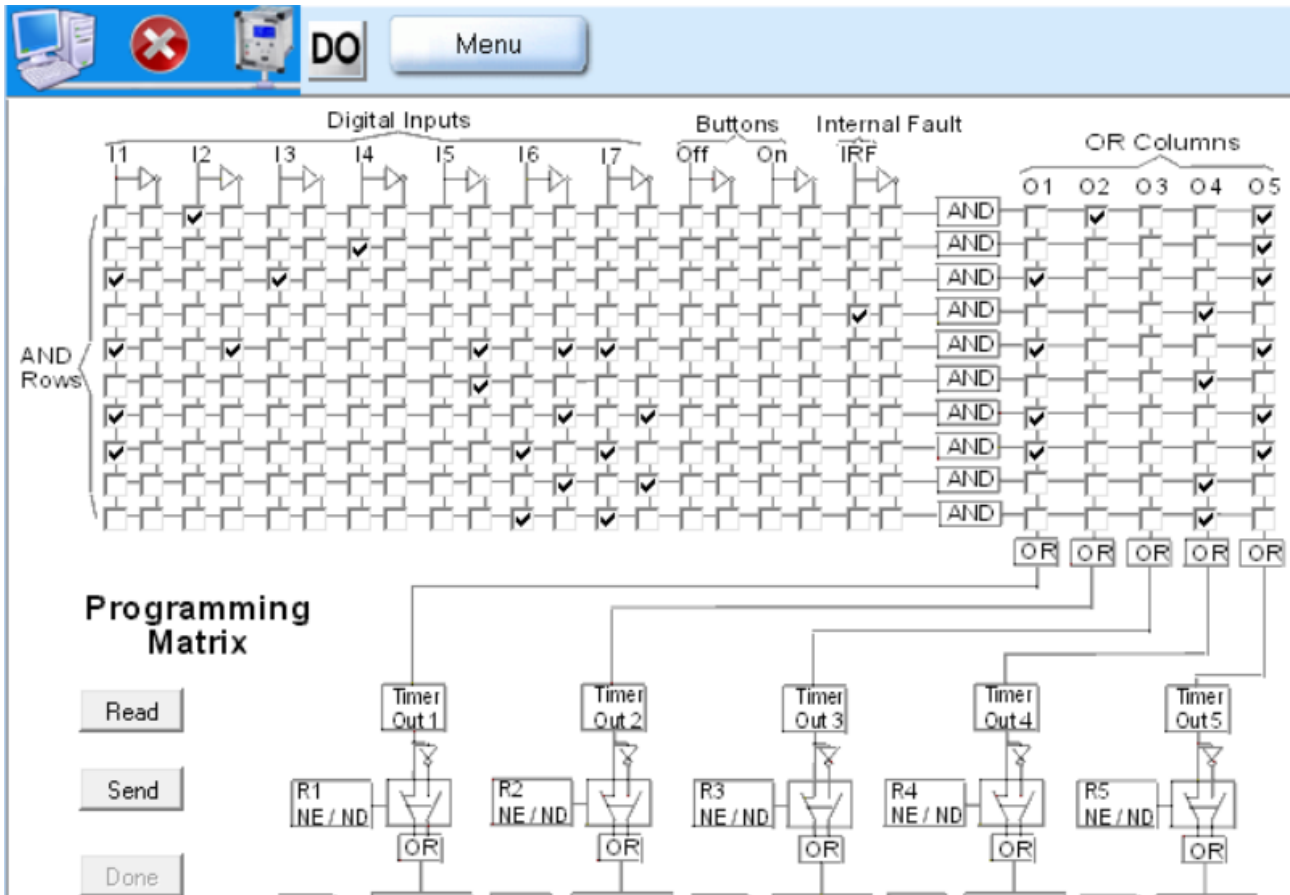 DO
Menu
Digital Inputs
Buttons
Internal Fault
OR Columns
I1 I2 I3 I4 I5 I6 I7 Off On IRF
O1 O2 O3 O4 O5
AND
AND
AND
AND
AND
Rows
AND
AND
AND
AND
AND
AND
OR OR OR OR OR
Programming
Matrix
Read
Send
Done
Timer
Out 1
Timer
Out 2
Timer
Out 3
Timer
Out 4
Timer
Out 5
R1
NE / ND
R2
NE / ND
R3
NE / ND
R4
NE / ND
R5
NE / ND
OR OR OR OR OR